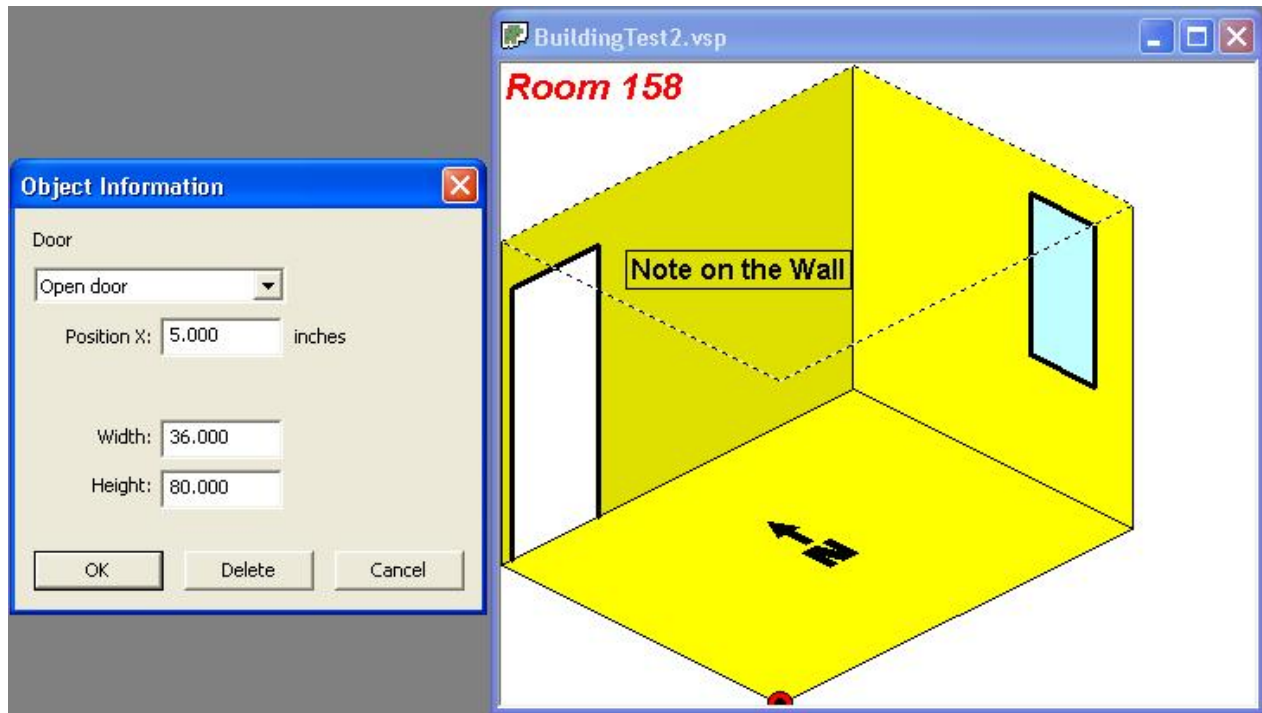 BuildingTest2.vsp
Room 158
Object Information
Door
Open door
Note on the Wall
Position X: 5.000 inches
Width: 36.000
Height: 80.000
N
OK Delete Cancel